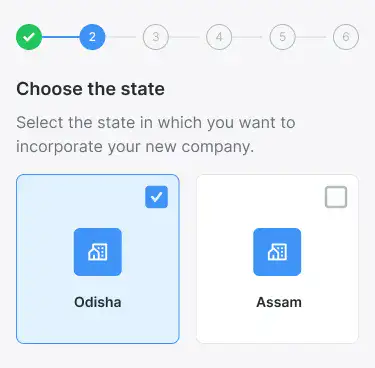 2 3 4 5 6
Choose the state
Select the state in which you want to
incorporate your new company.
Odisha Assam